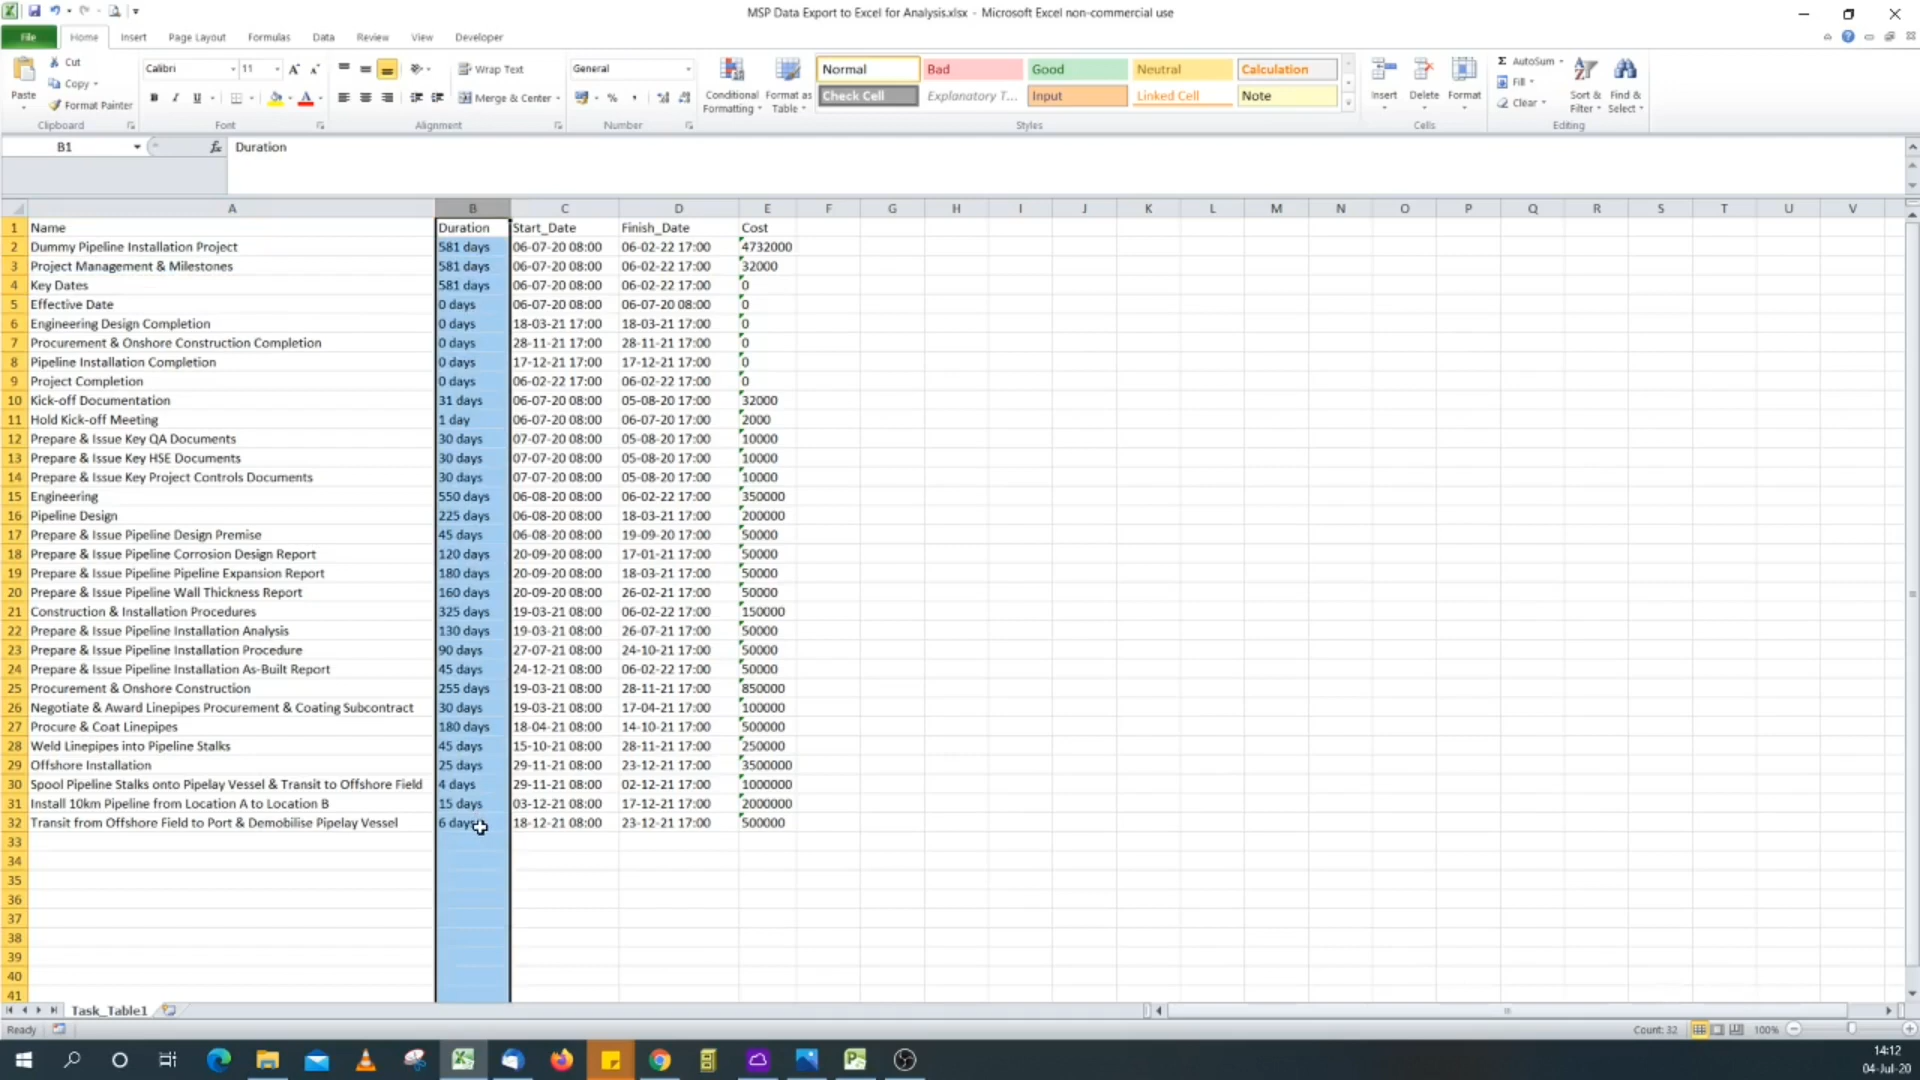 MSP Data Export to Excel for Analysis.xlsx - Microsoft Excel non-commercial use
File Home Insert Page Layout Formulas Data Review View Developer
Paste Cut Copy Format Painter Clipboard
Calibri 11 B I U Font
Wrap Text Merge & Center Alignment
General % , Number
Conditional Formatting Format as Table
Normal Bad Good Neutral Calculation
Check Cell Explanatory T... Input Linked Cell Note
Styles
Insert Delete Format Cells
Σ AutoSum Fill Clear Sort & Filter Find & Select Editing
B1 fx Duration
A B C D E F G H I J K L M N O P Q R S T U V
1 Name Duration Start_Date Finish_Date Cost
2 Dummy Pipeline Installation Project 581 days 06-07-20 08:00 06-02-22 17:00 4732000
3 Project Management & Milestones 581 days 06-07-20 08:00 06-02-22 17:00 32000
4 Key Dates 581 days 06-07-20 08:00 06-02-22 17:00 0
5 Effective Date 0 days 06-07-20 08:00 06-07-20 08:00 0
6 Engineering Design Completion 0 days 18-03-21 17:00 18-03-21 17:00 0
7 Procurement & Onshore Construction Completion 0 days 28-11-21 17:00 28-11-21 17:00 0
8 Pipeline Installation Completion 0 days 17-12-21 17:00 17-12-21 17:00 0
9 Project Completion 0 days 06-02-22 17:00 06-02-22 17:00 0
10 Kick-off Documentation 31 days 06-07-20 08:00 05-08-20 17:00 32000
11 Hold Kick-off Meeting 1 day 06-07-20 08:00 06-07-20 17:00 2000
12 Prepare & Issue Key QA Documents 30 days 07-07-20 08:00 05-08-20 17:00 10000
13 Prepare & Issue Key HSE Documents 30 days 07-07-20 08:00 05-08-20 17:00 10000
14 Prepare & Issue Key Project Controls Documents 30 days 07-07-20 08:00 05-08-20 17:00 10000
15 Engineering 550 days 06-08-20 08:00 06-02-22 17:00 350000
16 Pipeline Design 225 days 06-08-20 08:00 18-03-21 17:00 200000
17 Prepare & Issue Pipeline Design Premise 45 days 06-08-20 08:00 19-09-20 17:00 50000
18 Prepare & Issue Pipeline Corrosion Design Report 120 days 20-09-20 08:00 17-01-21 17:00 50000
19 Prepare & Issue Pipeline Pipeline Expansion Report 180 days 20-09-20 08:00 18-03-21 17:00 50000
20 Prepare & Issue Pipeline Wall Thickness Report 160 days 20-09-20 08:00 26-02-21 17:00 50000
21 Construction & Installation Procedures 325 days 19-03-21 08:00 06-02-22 17:00 150000
22 Prepare & Issue Pipeline Installation Analysis 130 days 19-03-21 08:00 26-07-21 17:00 50000
23 Prepare & Issue Pipeline Installation Procedure 90 days 27-07-21 08:00 24-10-21 17:00 50000
24 Prepare & Issue Pipeline Installation As-Built Report 45 days 24-12-21 08:00 06-02-22 17:00 50000
25 Procurement & Onshore Construction 255 days 19-03-21 08:00 28-11-21 17:00 850000
26 Negotiate & Award Linepipes Procurement & Coating Subcontract 30 days 19-03-21 08:00 17-04-21 17:00 100000
27 Procure & Coat Linepipes 180 days 18-04-21 08:00 14-10-21 17:00 500000
28 Weld Linepipes into Pipeline Stalks 45 days 15-10-21 08:00 28-11-21 17:00 250000
29 Offshore Installation 25 days 29-11-21 08:00 23-12-21 17:00 3500000
30 Spool Pipeline Stalks onto Pipelay Vessel & Transit to Offshore Field 4 days 29-11-21 08:00 02-12-21 17:00 1000000
31 Install 10km Pipeline from Location A to Location B 15 days 03-12-21 08:00 17-12-21 17:00 2000000
32 Transit from Offshore Field to Port & Demobilise Pipelay Vessel 6 days 18-12-21 08:00 23-12-21 17:00 500000
33
34
35
36
37
38
39
40
41
Task_Table1
Ready Count: 32 100%
14:12
04-Jul-20